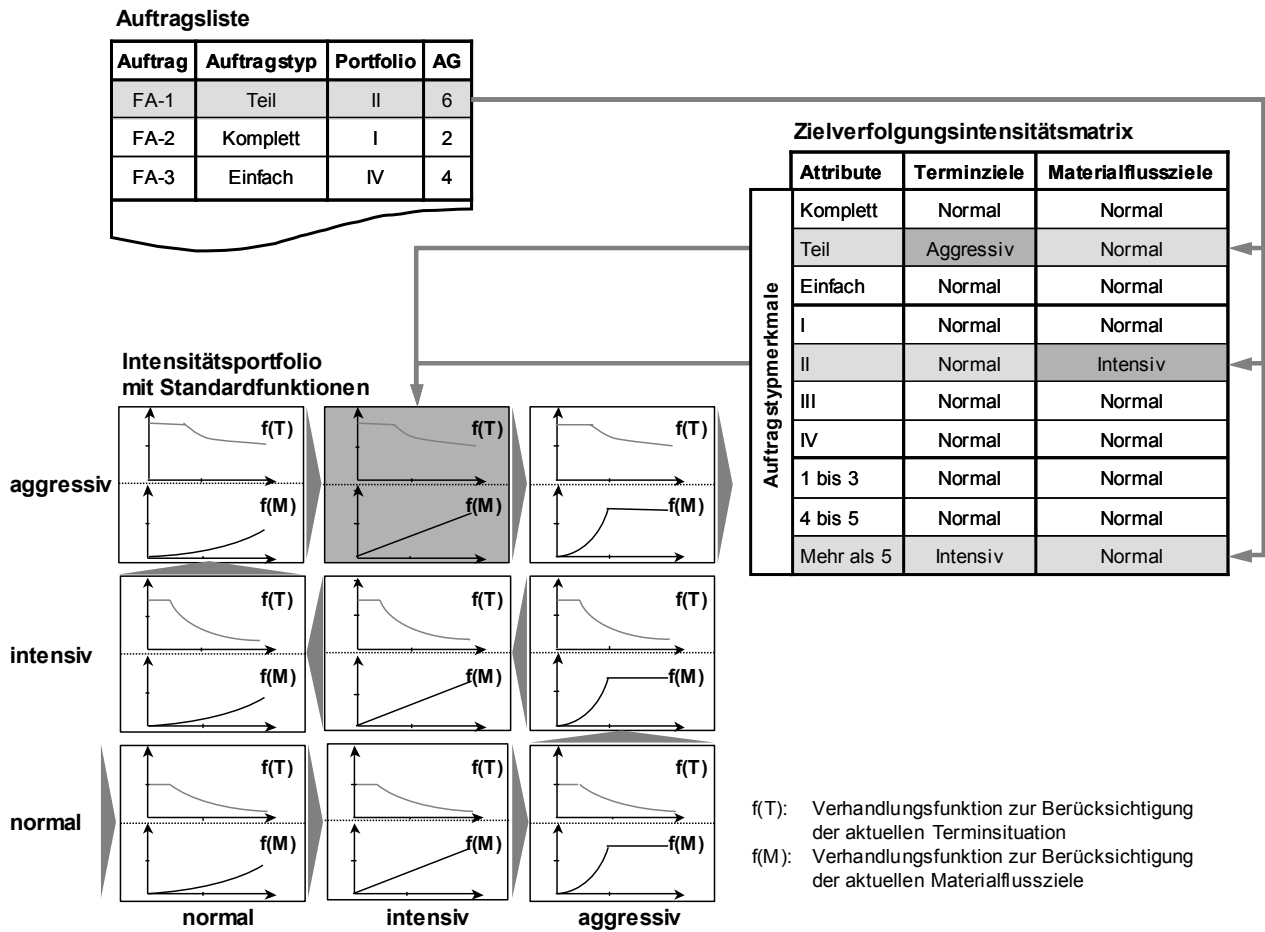 Auftragsliste
Auftrag Auftragstyp Portfolio AG
FA-1 Teil II 6
FA-2 Komplett I 2
FA-3 Einfach IV 4
Zielverfolgungsintensitätsmatrix
Attribute Terminziele Materialflussziele
Auftragstypmerkmale
Komplett Normal Normal
Teil Aggressiv Normal
Einfach Normal Normal
I Normal Normal
II Normal Intensiv
III Normal Normal
IV Normal Normal
1 bis 3 Normal Normal
4 bis 5 Normal Normal
Mehr als 5 Intensiv Normal
Intensitätsportfolio
mit Standardfunktionen
f(T) f(T) f(T)
aggressiv
f(M) f(M) f(M)
f(T) f(T) f(T)
intensiv
f(M) f(M) f(M)
f(T) f(T) f(T)
normal
f(M) f(M) f(M)
normal intensiv aggressiv
f(T): Verhandlungsfunktion zur Berücksichtigung
der aktuellen Terminsituation
f(M): Verhandlungsfunktion zur Berücksichtigung
der aktuellen Materialflussziele